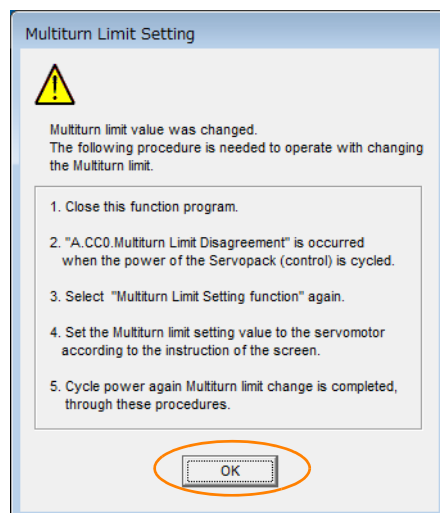 Multiturn Limit Setting
Multiturn limit value was changed.
The following procedure is needed to operate with changing
the Multiturn limit.
1. Close this function program.
2. "A.CC0.Multiturn Limit Disagreement" is occurred
when the power of the Servopack (control) is cycled.
3. Select "Multiturn Limit Setting function" again.
4. Set the Multiturn limit setting value to the servomotor
according to the instruction of the screen.
5. Cycle power again Multiturn limit change is completed,
through these procedures.
OK